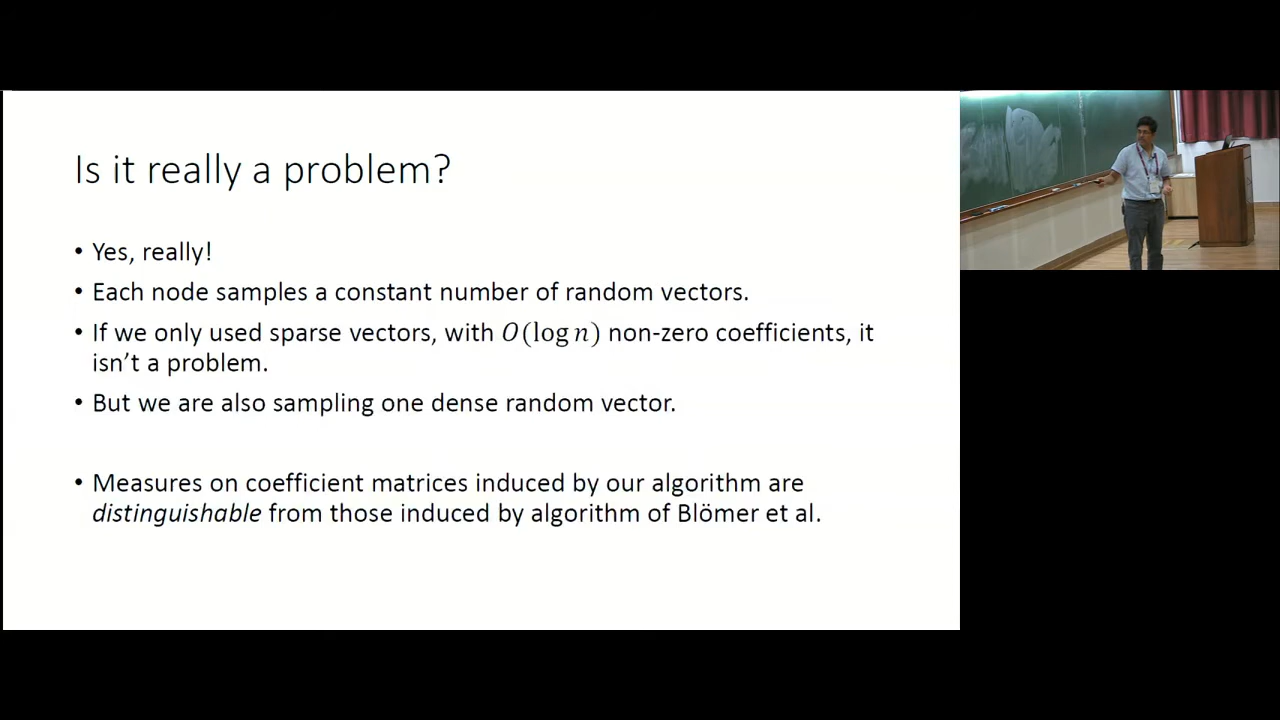 Is it really a problem?
• Yes, really!
• Each node samples a constant number of random vectors.
• If we only used sparse vectors, with O(log n) non-zero coefficients, it
isn't a problem.
• But we are also sampling one dense random vector.
• Measures on coefficient matrices induced by our algorithm are
distinguishable from those induced by algorithm of Blömer et al.